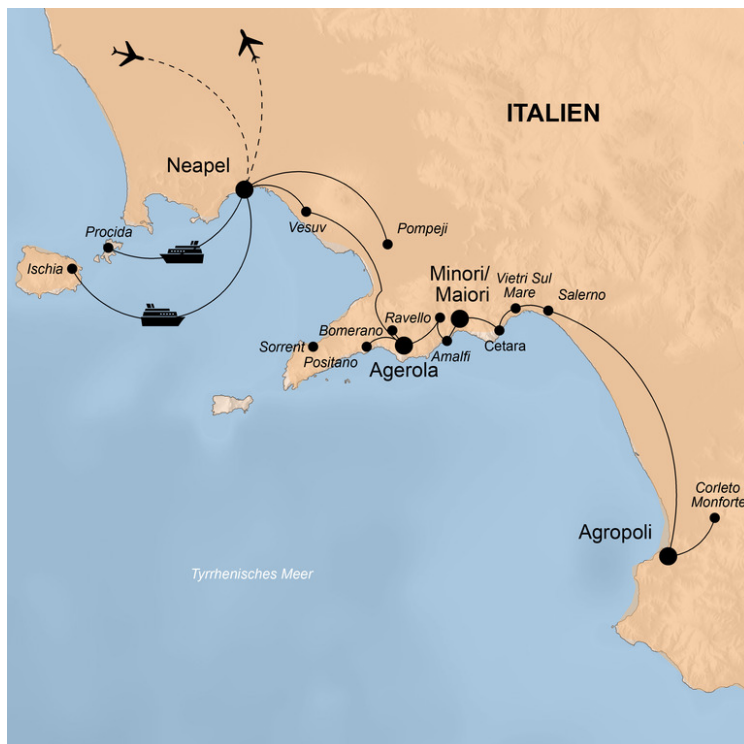 ITALIEN
Neapel
Procida
Vesuv
Pompeji
Ischia
Minori/
Maiori
Vietri Sul
Mare
Salerno
Ravello
Bomerano
Sorrent
Positano
Agerola
Amalfi
Cetara
Corleto
Monforte
Agropoli
Tyrrhenisches Meer